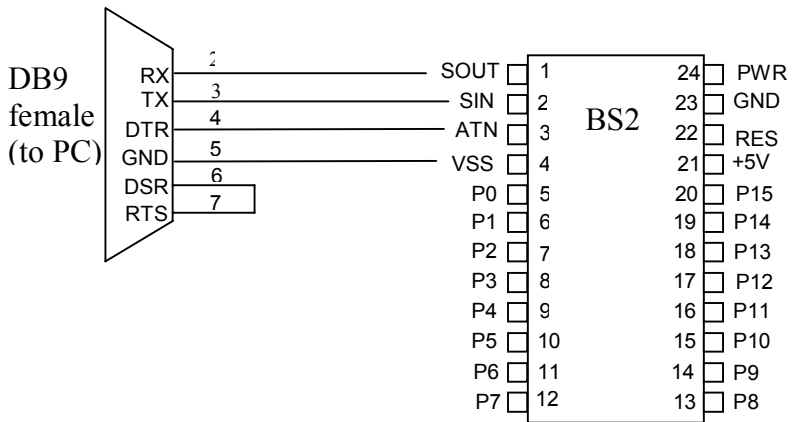 DB9
female
(to PC)
RX 2
TX 3
DTR 4
GND 5
DSR 6
RTS 7
BS2
SOUT 1 24 PWR
SIN 2 23 GND
ATN 3 22 RES
VSS 4 21 +5V
P0 5 20 P15
P1 6 19 P14
P2 7 18 P13
P3 8 17 P12
P4 9 16 P11
P5 10 15 P10
P6 11 14 P9
P7 12 13 P8